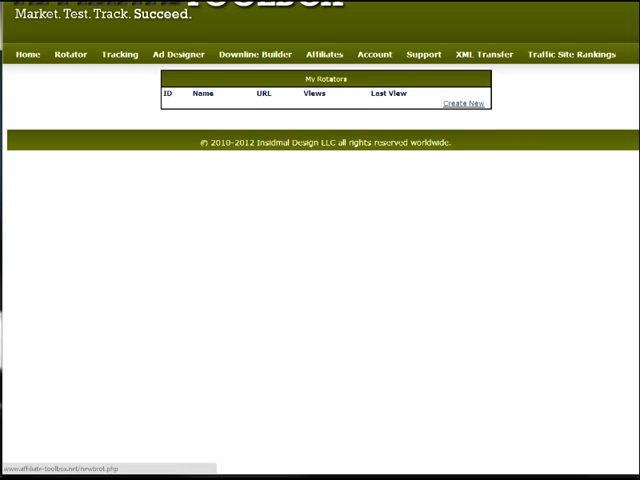 TOOLBOX
Market. Test. Track. Succeed.
Home Rotator Tracking Ad Designer Downline Builder Affiliates Account Support XML Transfer Traffic Site Rankings
My Rotators
ID Name URL Views Last View
Create New
© 2010-2012 Insidmal Design LLC all rights reserved worldwide.
www.affiliate-toolbox.net/newbrot.php